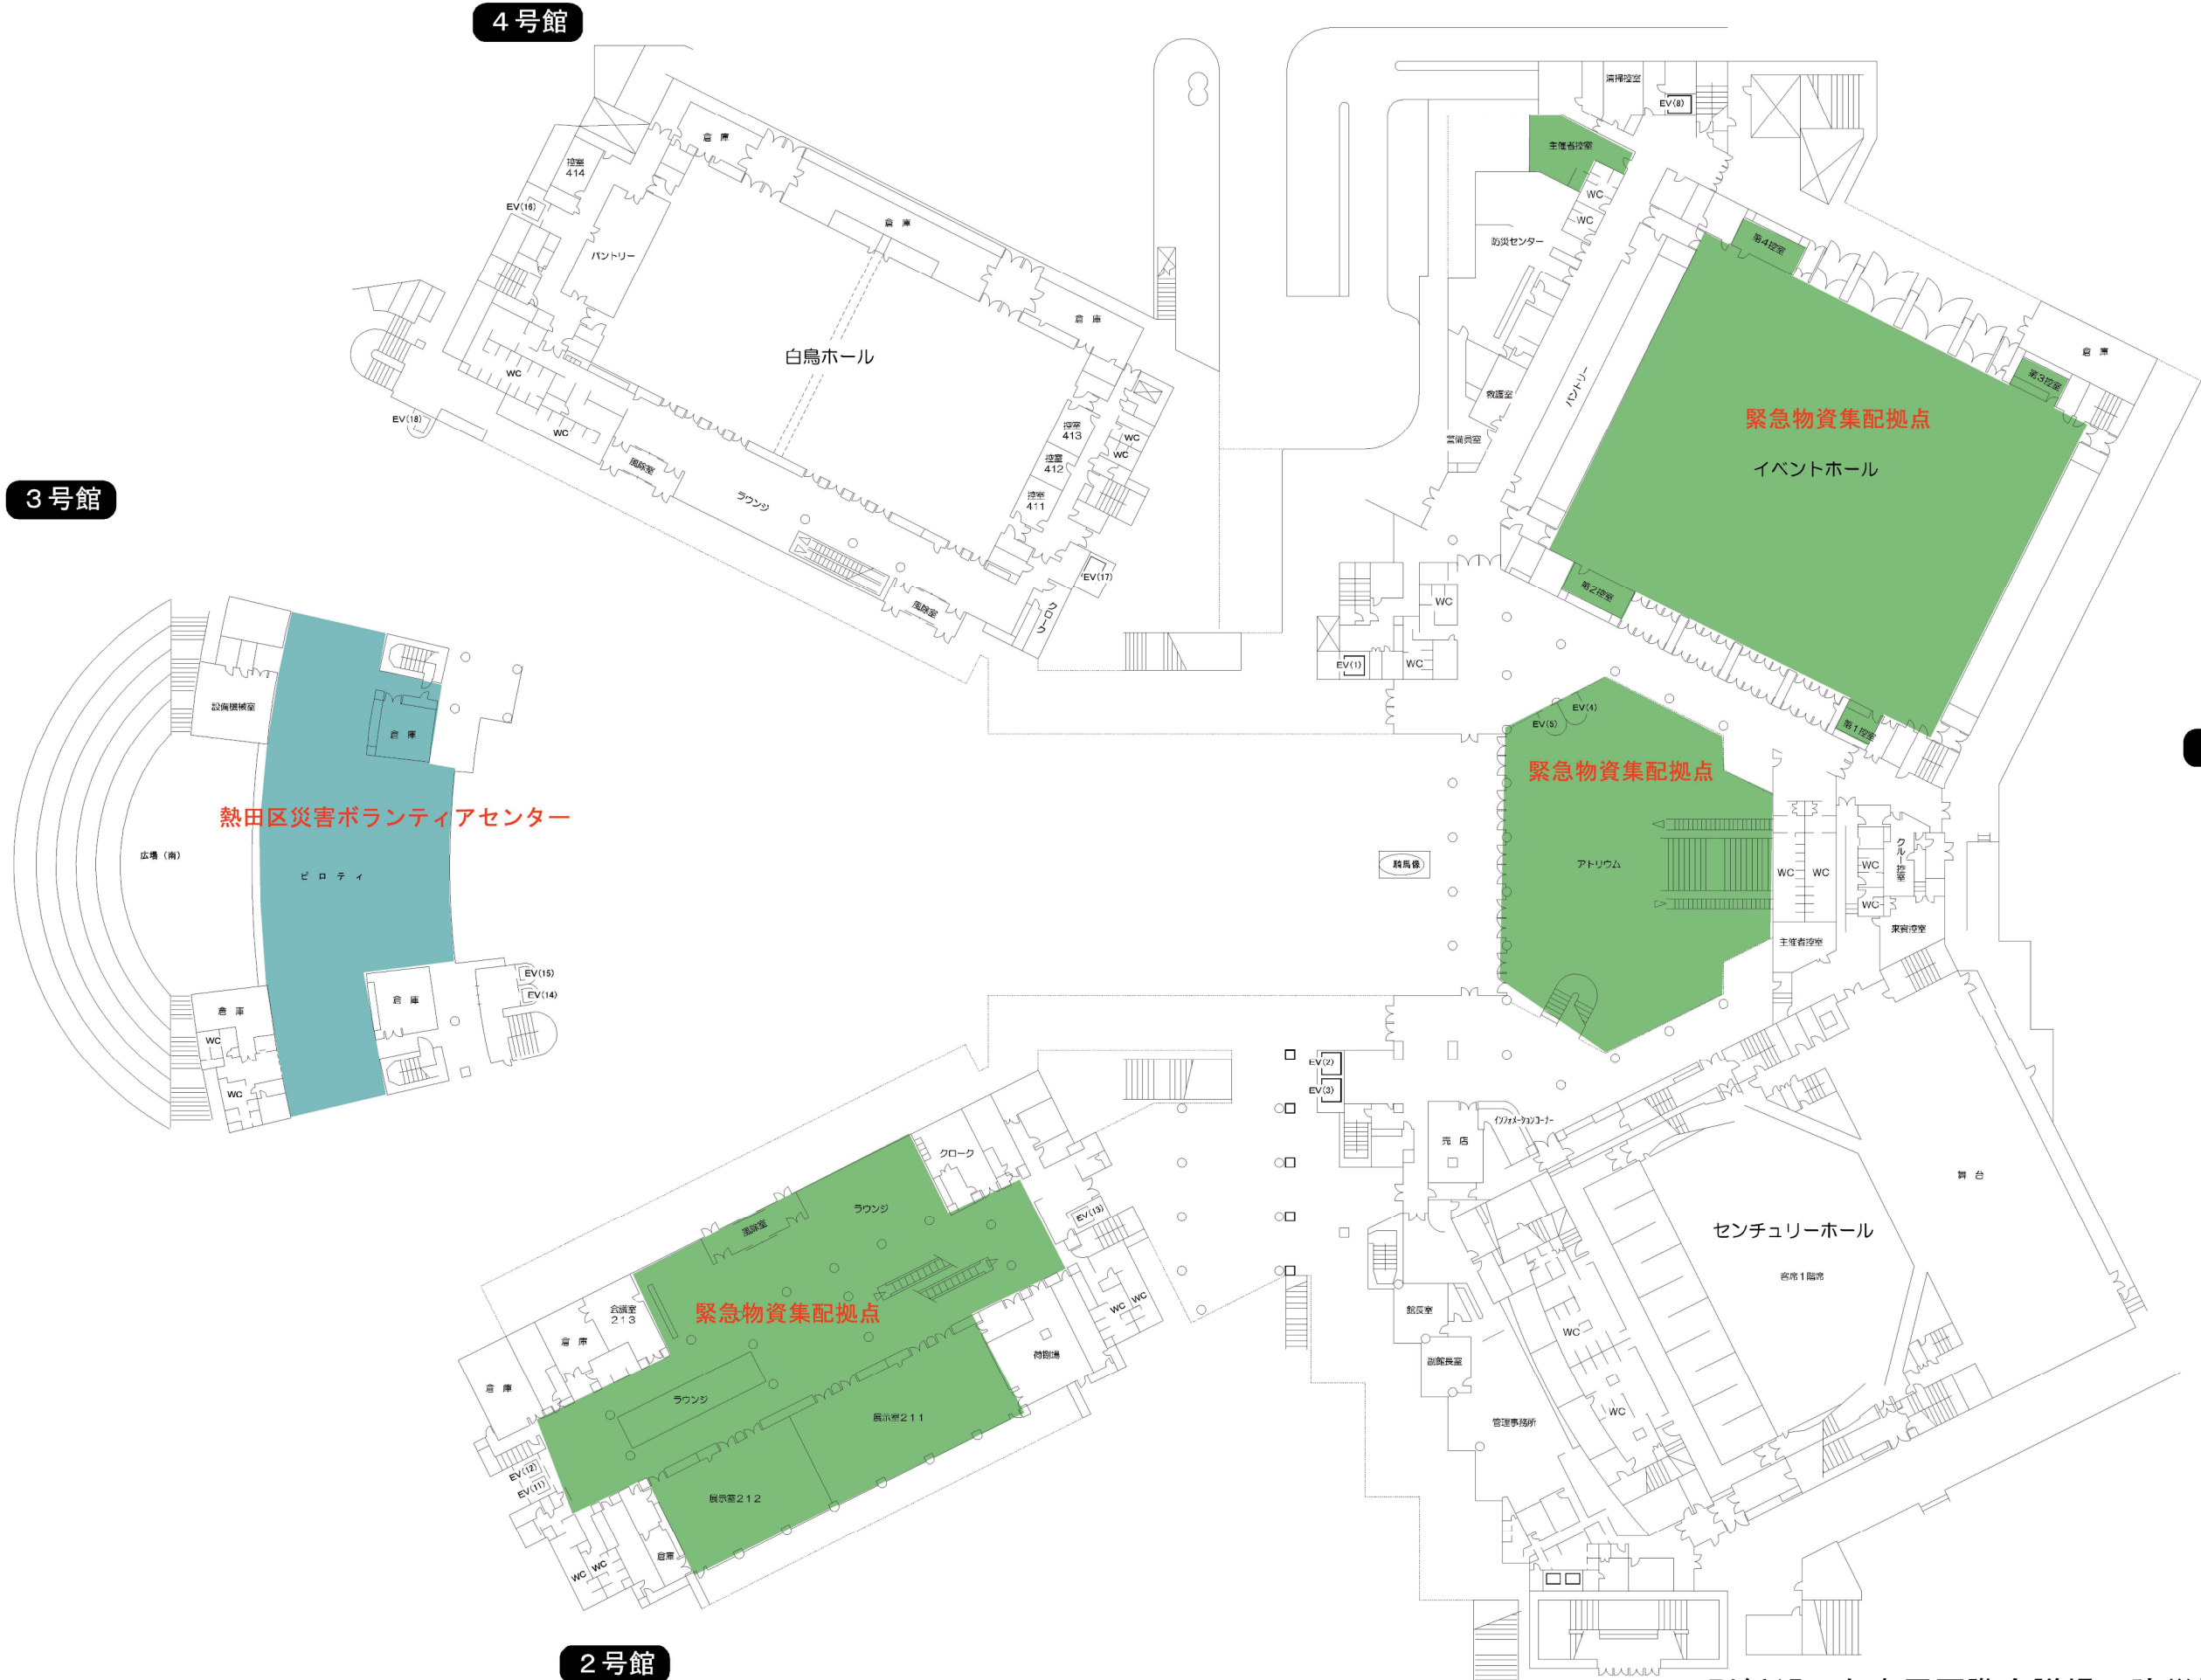 4号館
清掃控室
EV(8)
倉 庫
主催者控室
控室
414
WC
EV(16)
WC
倉 庫
防災センター
第4控室
パントリー
倉 庫
倉 庫
白鳥ホール
第3控室
WC
パントリー
救護室
緊急物資集配拠点
EV(18)
WC
控室
413
WC
警備員室
控室
412
WC
イベントホール
風除室
3号館
ラウンジ
控室
411
EV(17)
第2控室
風除室
クローク
WC
EV(1)
WC
設備機械室
倉 庫
EV(4)
EV(5)
第1控室
緊急物資集配拠点
熱田区災害ボランティアセンター
広場(南)
ピ ロ テ ィ
騎馬像
アトリウム
WC
WC
WC
クルー控室
WC
来賓控室
主催者控室
EV(15)
EV(14)
倉 庫
倉 庫
WC
WC
EV(2)
EV(3)
インフォメーションコーナー
売 店
クローク
舞 台
ラウンジ
EV(13)
風除室
センチュリーホール
客席1階席
会議室
213
緊急物資集配拠点
WC
WC
館長室
倉 庫
荷捌場
WC
副館長室
倉 庫
ラウンジ
展示室211
WC
管理事務所
EV(12)
EV(11)
展示室212
倉庫
WC
WC
2号館